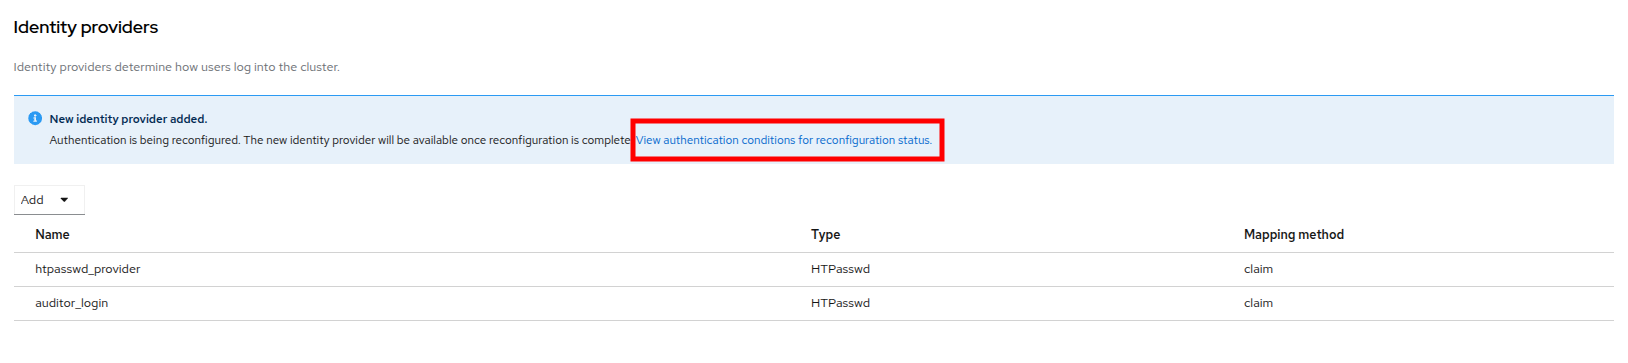 Identity providers
Identity providers determine how users log into the cluster.
New identity provider added.
Authentication is being reconfigured. The new identity provider will be available once reconfiguration is complete View authentication conditions for reconfiguration status.
Add
Name Type Mapping method
htpasswd_provider HTPasswd claim
auditor_login HTPasswd claim